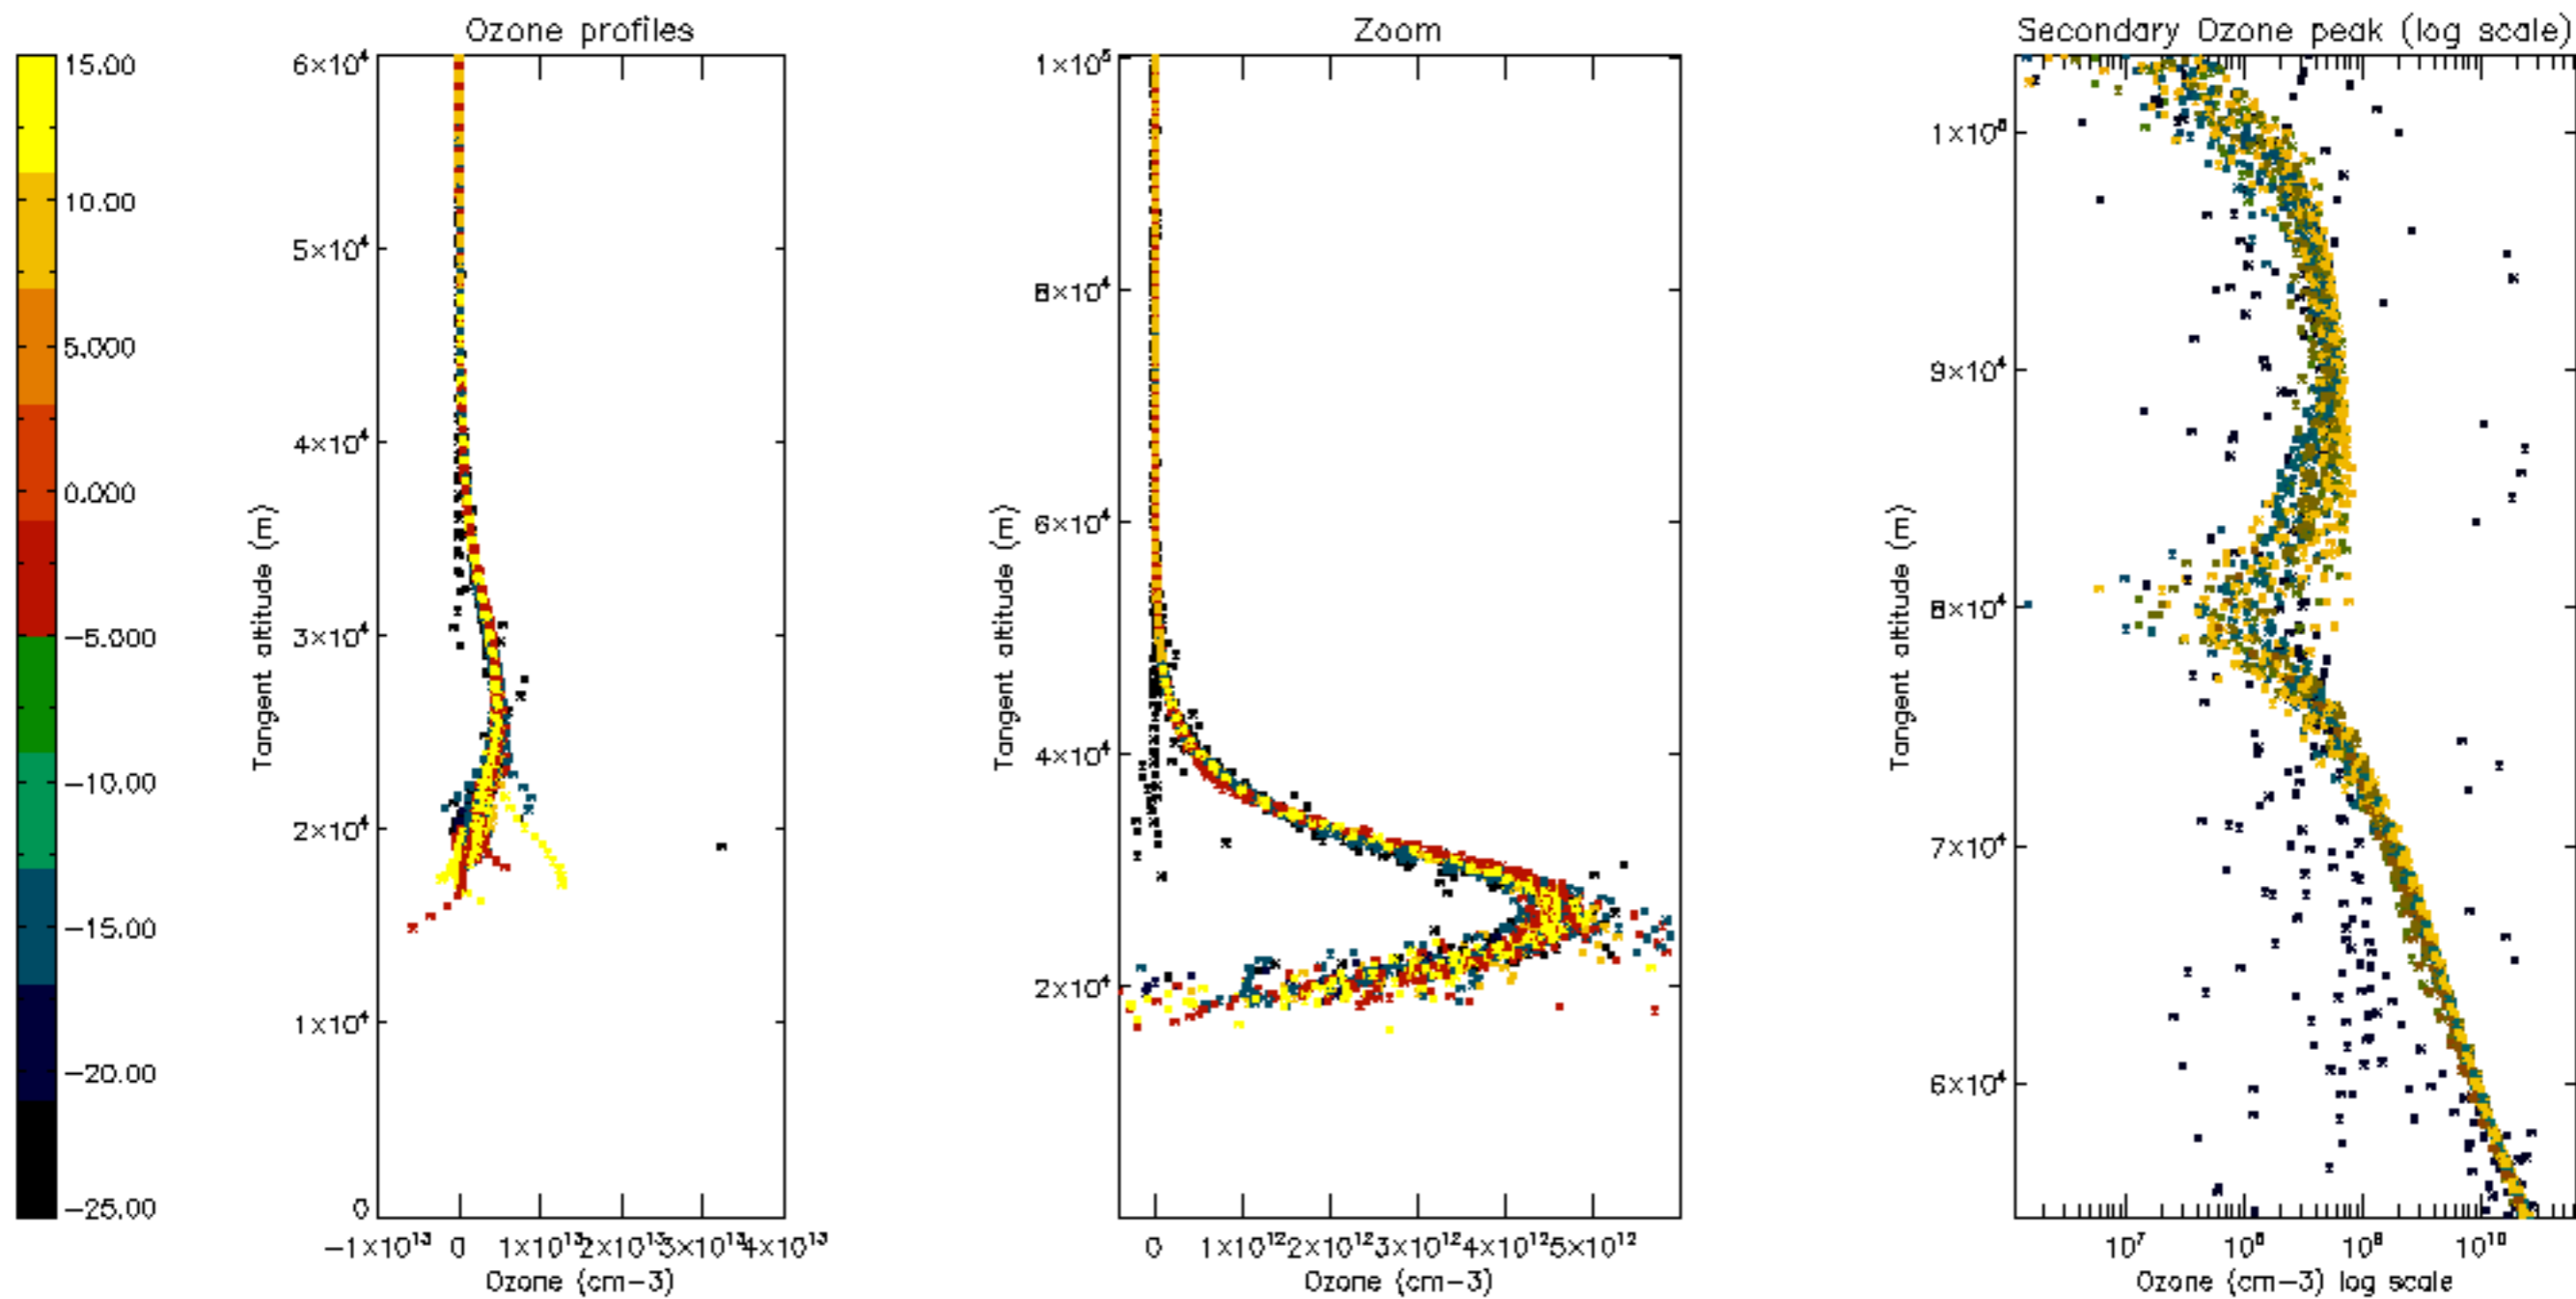 Ozone profiles
Zoom
Secondary Ozone peak (log scale)
15.00
10.00
5.000
0.000
−5.000
−10.00
−15.00
−20.00
−25.00
6×10⁴
5×10⁴
4×10⁴
3×10⁴
2×10⁴
1×10⁴
0
Tangent altitude (m)
−1×10¹³ 0 1×10¹³ 2×10¹³ 3×10¹³ 4×10¹³
Ozone (cm−3)
1×10⁵
8×10⁴
6×10⁴
4×10⁴
2×10⁴
Tangent altitude (m)
0 1×10¹² 2×10¹² 3×10¹² 4×10¹² 5×10¹²
Ozone (cm−3)
1×10⁵
9×10⁴
8×10⁴
7×10⁴
6×10⁴
Tangent altitude (m)
10⁷ 10⁸ 10⁹ 10¹⁰
Ozone (cm−3) log scale